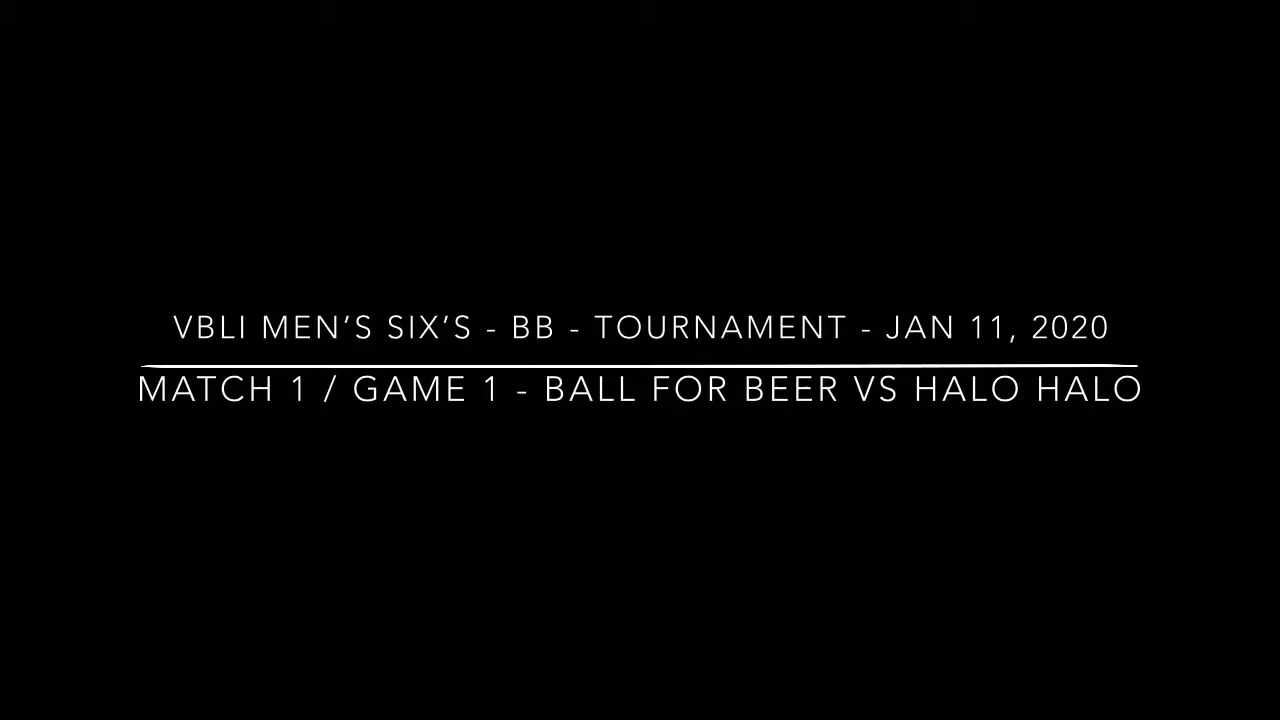 VBLI MEN’S SIX’S - BB - TOURNAMENT - JAN 11, 2020
MATCH 1 / GAME 1 - BALL FOR BEER VS HALO HALO